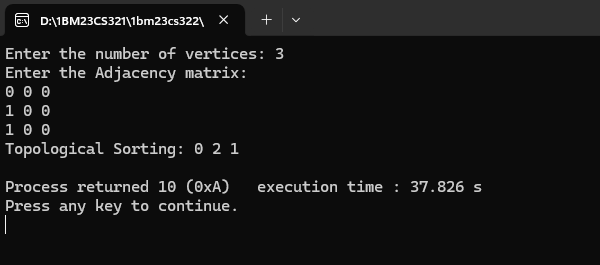 D:\1BM23CS321\1bm23cs322\
Enter the number of vertices: 3
Enter the Adjacency matrix:
0 0 0
1 0 0
1 0 0
Topological Sorting: 0 2 1
Process returned 10 (0xA)   execution time : 37.826 s
Press any key to continue.